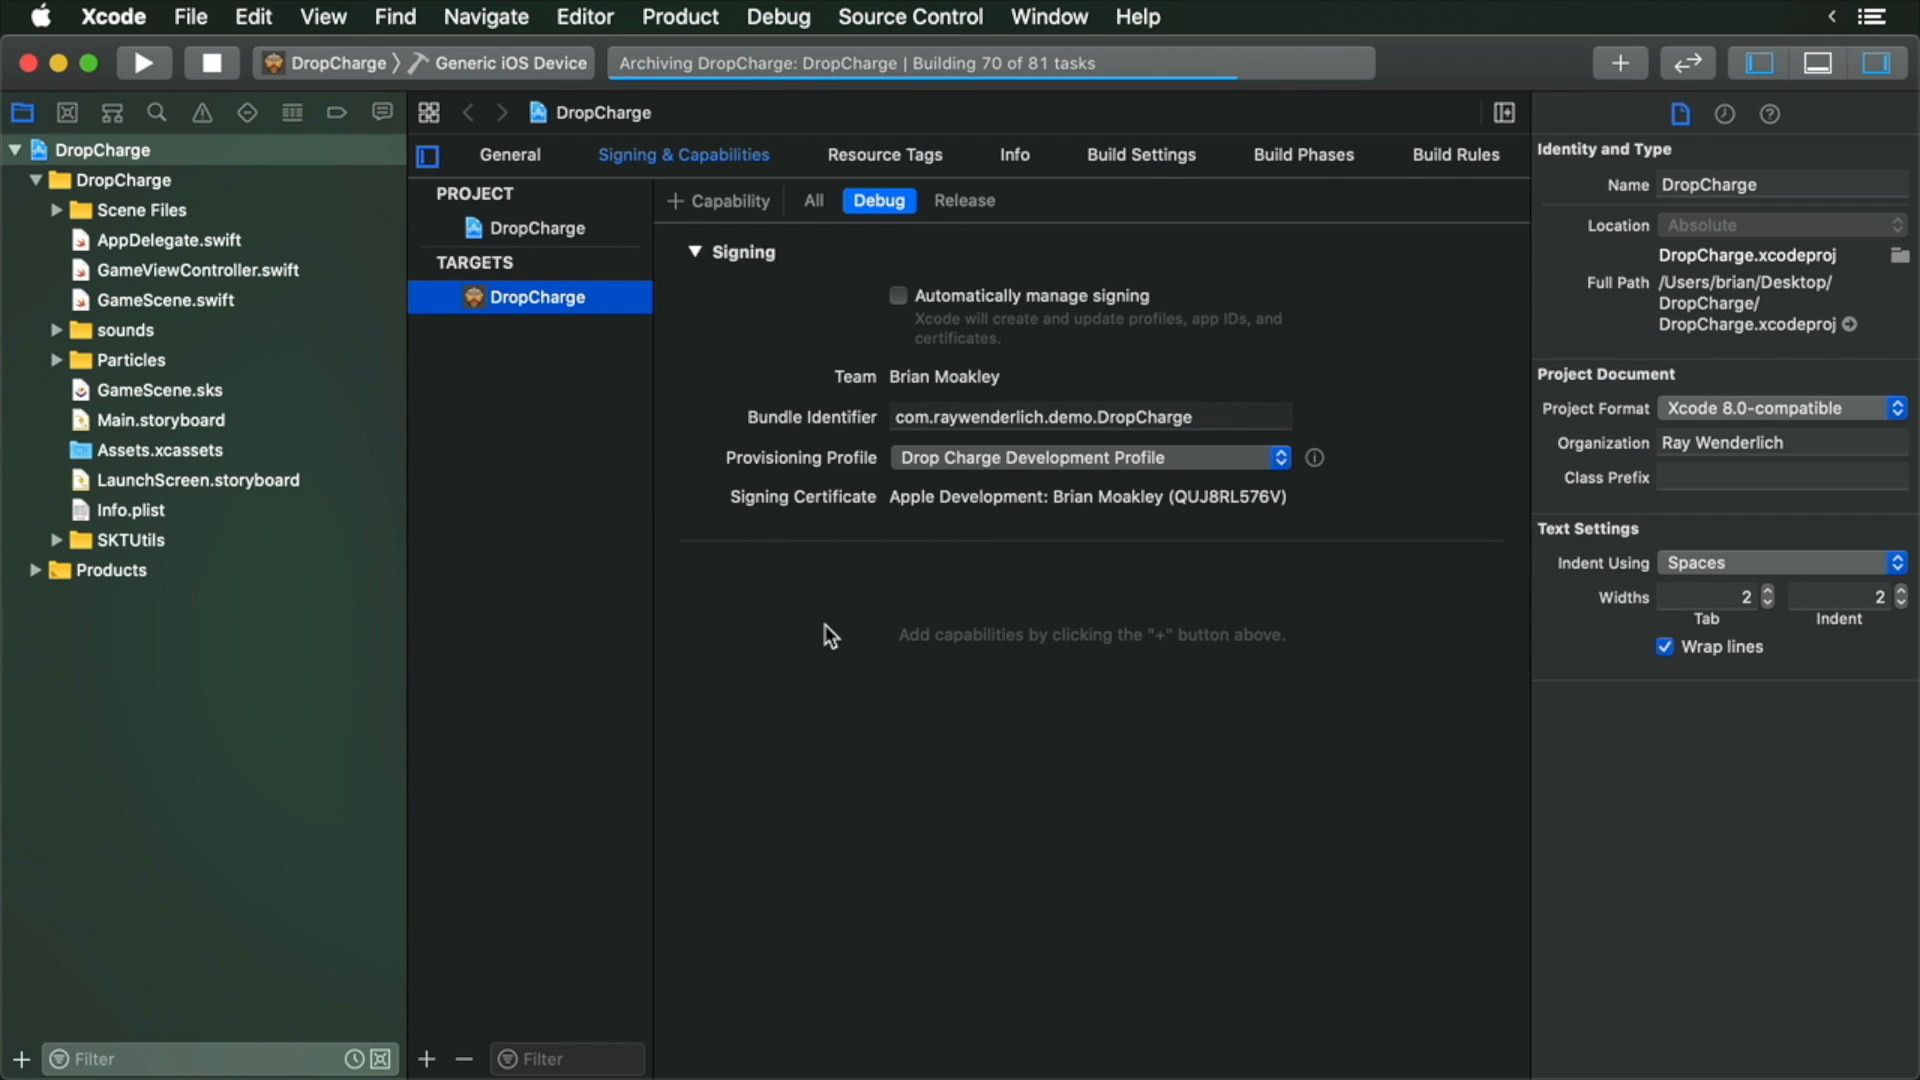 Xcode File Edit View Find Navigate Editor Product Debug Source Control Window Help
DropCharge Generic iOS Device Archiving DropCharge: DropCharge | Building 70 of 81 tasks
DropCharge
DropCharge
DropCharge
Scene Files
AppDelegate.swift
GameViewController.swift
GameScene.swift
sounds
Particles
GameScene.sks
Main.storyboard
Assets.xcassets
LaunchScreen.storyboard
Info.plist
SKTUtils
Products
Filter
General Signing & Capabilities Resource Tags Info Build Settings Build Phases Build Rules
PROJECT
DropCharge
TARGETS
DropCharge
Filter
+ Capability All Debug Release
Signing
Automatically manage signing
Xcode will create and update profiles, app IDs, and
certificates.
Team Brian Moakley
Bundle Identifier com.raywenderlich.demo.DropCharge
Provisioning Profile Drop Charge Development Profile
Signing Certificate Apple Development: Brian Moakley (QUJ8RL576V)
Add capabilities by clicking the "+" button above.
Identity and Type
Name DropCharge
Location Absolute
DropCharge.xcodeproj
Full Path /Users/brian/Desktop/
DropCharge/
DropCharge.xcodeproj
Project Document
Project Format Xcode 8.0-compatible
Organization Ray Wenderlich
Class Prefix
Text Settings
Indent Using Spaces
Widths 2 2
Tab Indent
Wrap lines